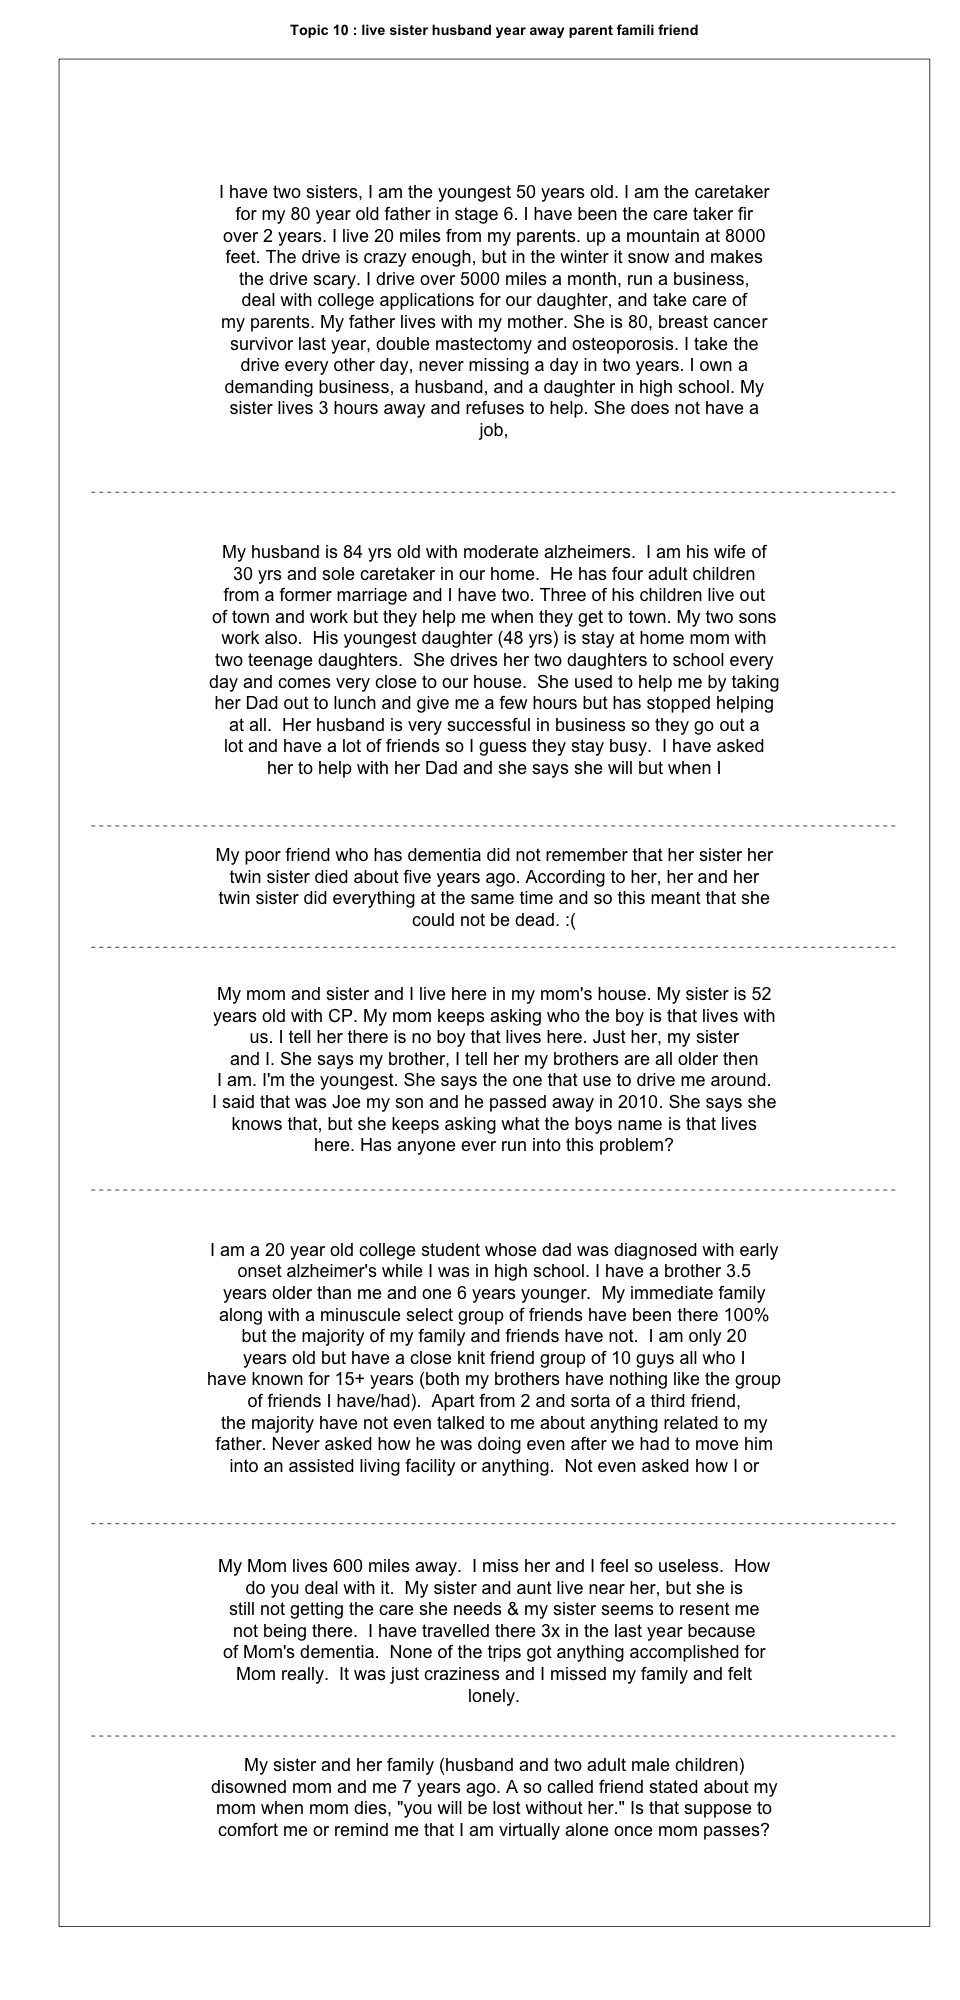 Topic 10 : live sister husband year away parent famili friend
I have two sisters, I am the youngest 50 years old. I am the caretaker
for my 80 year old father in stage 6. I have been the care taker fir
over 2 years. I live 20 miles from my parents. up a mountain at 8000
feet. The drive is crazy enough, but in the winter it snow and makes
the drive scary. I drive over 5000 miles a month, run a business,
deal with college applications for our daughter, and take care of
my parents. My father lives with my mother. She is 80, breast cancer
survivor last year, double mastectomy and osteoporosis. I take the
drive every other day, never missing a day in two years. I own a
demanding business, a husband, and a daughter in high school. My
sister lives 3 hours away and refuses to help. She does not have a
job,
My husband is 84 yrs old with moderate alzheimers.  I am his wife of
30 yrs and sole caretaker in our home.  He has four adult children
from a former marriage and I have two. Three of his children live out
of town and work but they help me when they get to town. My two sons
work also.  His youngest daughter (48 yrs) is stay at home mom with
two teenage daughters.  She drives her two daughters to school every
day and comes very close to our house.  She used to help me by taking
her Dad out to lunch and give me a few hours but has stopped helping
at all.  Her husband is very successful in business so they go out a
lot and have a lot of friends so I guess they stay busy.  I have asked
her to help with her Dad and she says she will but when I
My poor friend who has dementia did not remember that her sister her
twin sister died about five years ago. According to her, her and her
twin sister did everything at the same time and so this meant that she
could not be dead. :(
My mom and sister and I live here in my mom's house. My sister is 52
years old with CP. My mom keeps asking who the boy is that lives with
us. I tell her there is no boy that lives here. Just her, my sister
and I. She says my brother, I tell her my brothers are all older then
I am. I'm the youngest. She says the one that use to drive me around.
I said that was Joe my son and he passed away in 2010. She says she
knows that, but she keeps asking what the boys name is that lives
here. Has anyone ever run into this problem?
I am a 20 year old college student whose dad was diagnosed with early
onset alzheimer's while I was in high school. I have a brother 3.5
years older than me and one 6 years younger.  My immediate family
along with a minuscule select group of friends have been there 100%
but the majority of my family and friends have not.  I am only 20
years old but have a close knit friend group of 10 guys all who I
have known for 15+ years (both my brothers have nothing like the group
of friends I have/had).  Apart from 2 and sorta of a third friend,
the majority have not even talked to me about anything related to my
father. Never asked how he was doing even after we had to move him
into an assisted living facility or anything.  Not even asked how I or
My Mom lives 600 miles away.  I miss her and I feel so useless.  How
do you deal with it.  My sister and aunt live near her, but she is
still not getting the care she needs & my sister seems to resent me
not being there.  I have travelled there 3x in the last year because
of Mom's dementia.  None of the trips got anything accomplished for
Mom really.  It was just craziness and I missed my family and felt
lonely.
My sister and her family (husband and two adult male children)
disowned mom and me 7 years ago. A so called friend stated about my
mom when mom dies, "you will be lost without her." Is that suppose to
comfort me or remind me that I am virtually alone once mom passes?